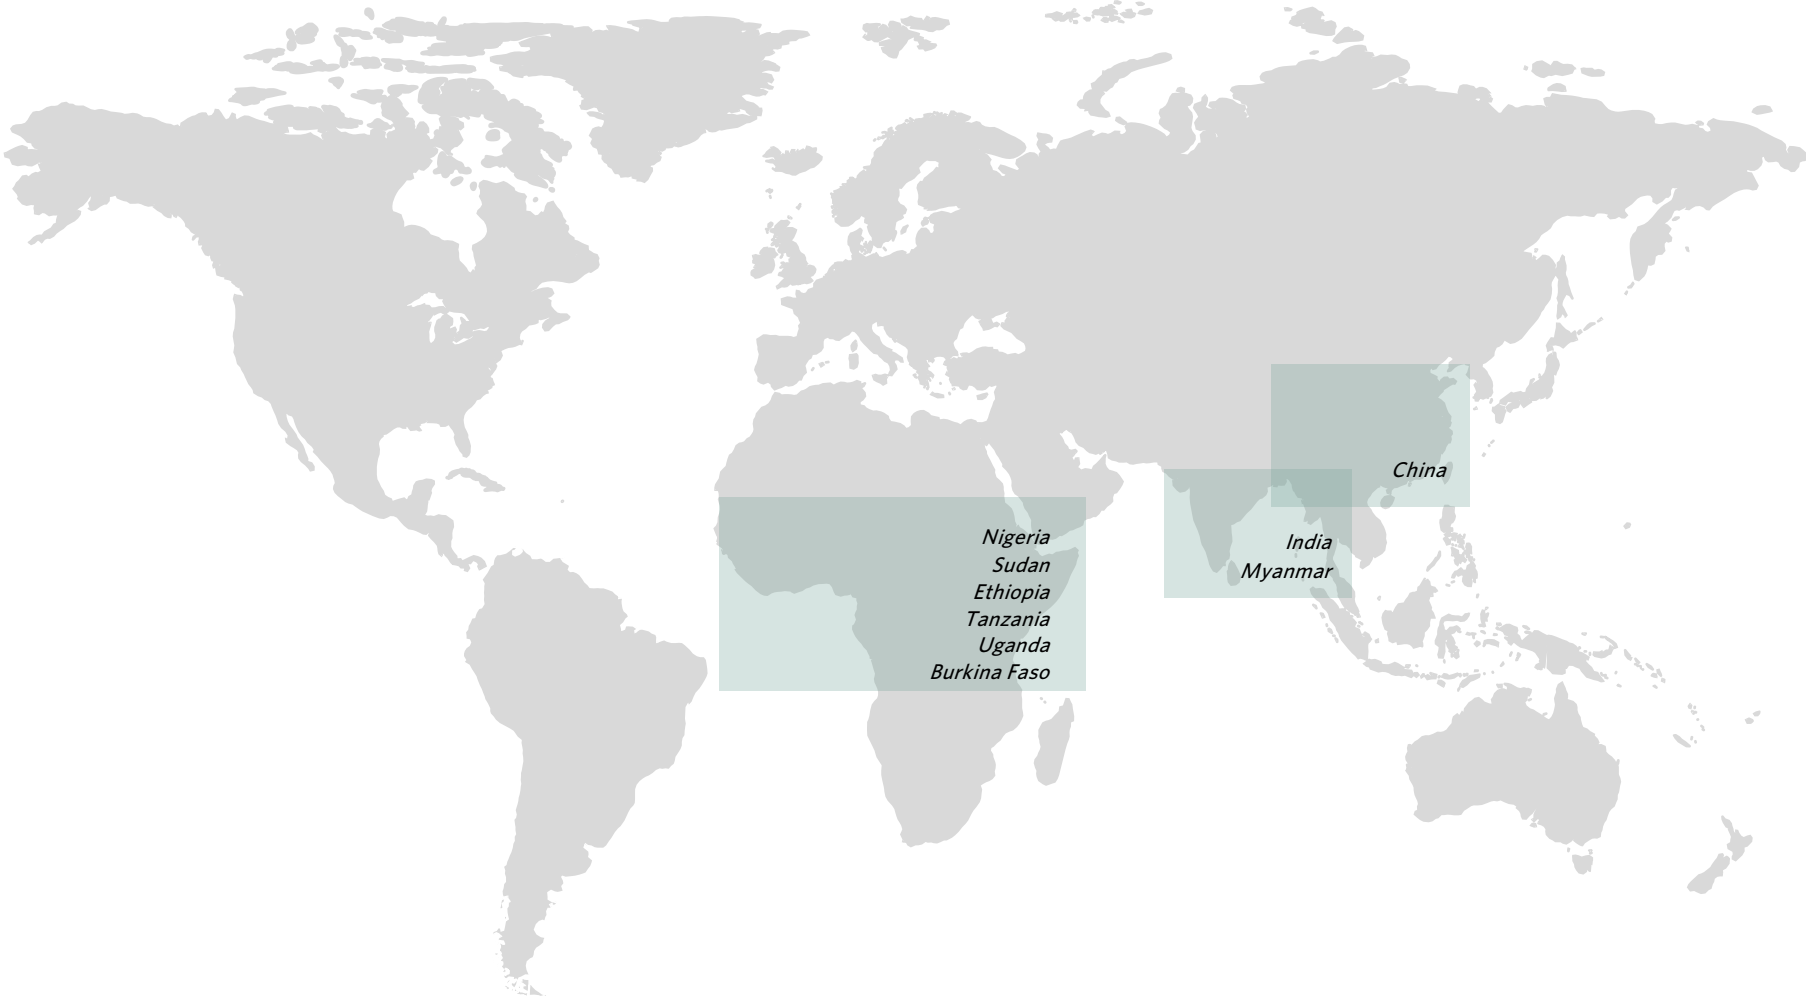 China
Nigeria
Sudan
Ethiopia
Tanzania
Uganda
Burkina Faso
India
Myanmar